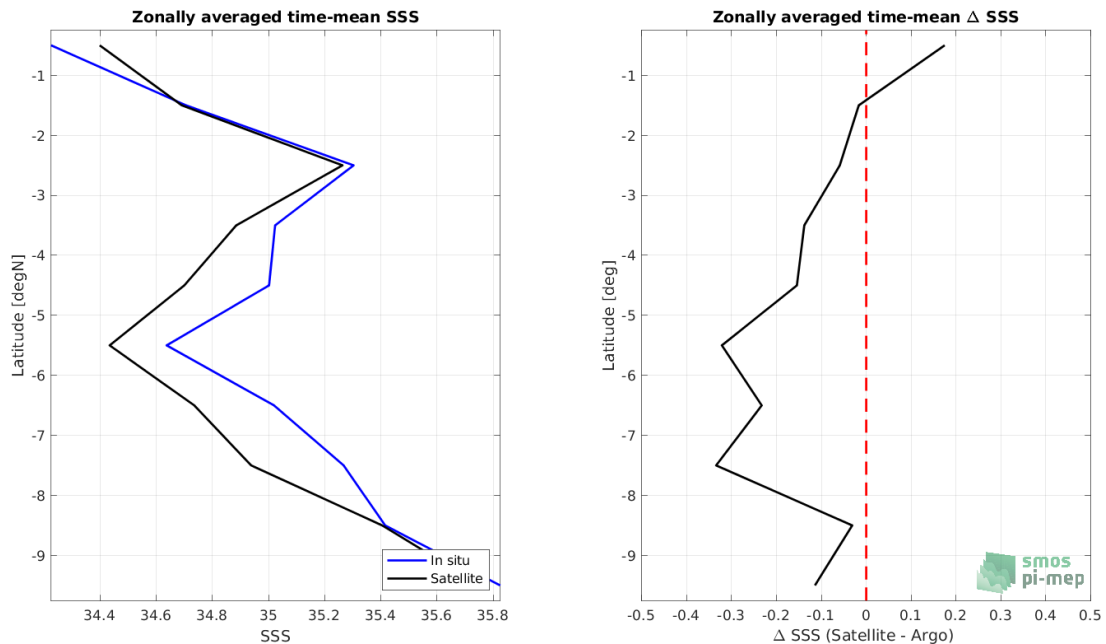 Zonally averaged time-mean SSS
-1
-2
-3
-4
-5
-6
-7
-8
-9
Latitude [degN]
34.4 34.6 34.8 35 35.2 35.4 35.6 35.8
SSS
In situ
Satellite
Zonally averaged time-mean Δ SSS
-1
-2
-3
-4
-5
-6
-7
-8
-9
Latitude [deg]
-0.5 -0.4 -0.3 -0.2 -0.1 0 0.1 0.2 0.3 0.4 0.5
Δ SSS (Satellite - Argo)
smos
pi-mep